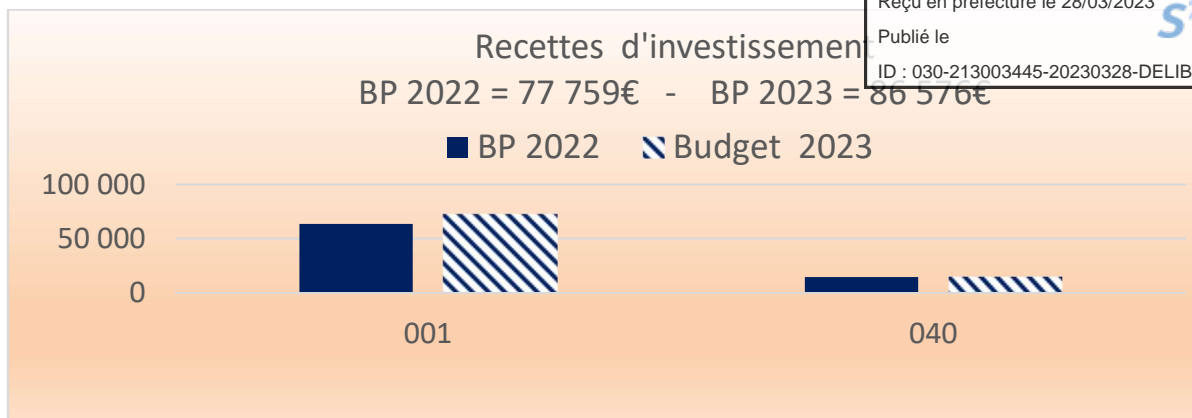 Reçu en préfecture le 28/03/2023
Publié le
ID : 030-213003445-20230328-DELIB
Recettes d'investissement
BP 2022 = 77 759€ - BP 2023 = 86 576€
BP 2022 Budget 2023
100 000
50 000
0
001 040